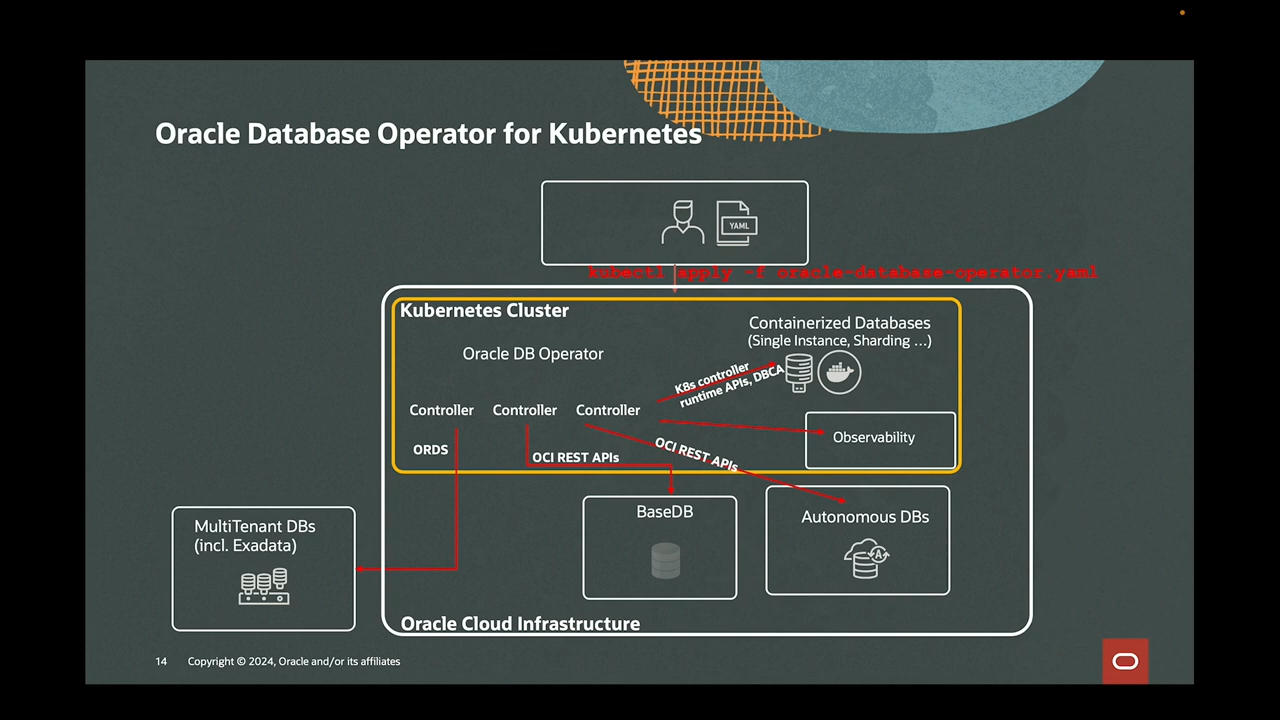 Oracle Database Operator for Kubernetes
YAML
kubectl apply -f oracle-database-operator.yaml
Kubernetes Cluster
Containerized Databases
(Single Instance, Sharding ...)
Oracle DB Operator
K8s controller
runtime APIs, DBCA
Controller Controller Controller
Observability
ORDS
OCI REST APIs
OCI REST APIs
BaseDB
Autonomous DBs
A
MultiTenant DBs
(incl. Exadata)
Oracle Cloud Infrastructure
14 Copyright © 2024, Oracle and/or its affiliates